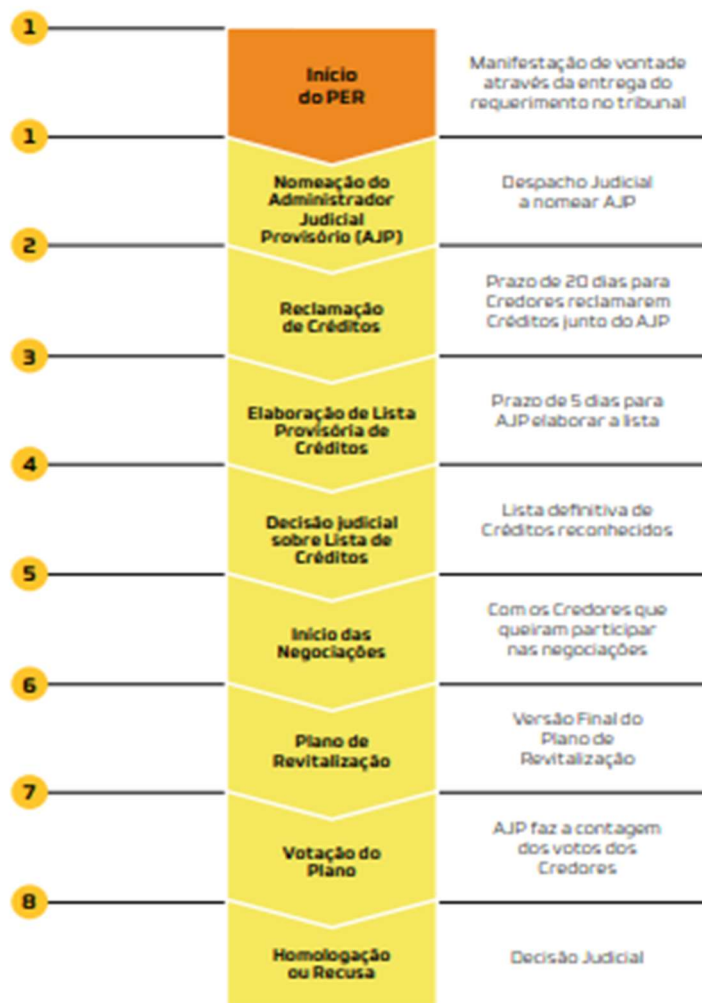 1
Início
do PER
Manifestação de vontade
através da entrega do
requerimento no tribunal
1
Nomeação do
Administrador
Judicial
Provisório (AJP)
Despacho Judicial
a nomear AJP
2
Reclamação
de Créditos
Prazo de 20 dias para
Credores reclamarem
Créditos junto do AJP
3
Elaboração de Lista
Provisória de
Créditos
Prazo de 5 dias para
AJP elaborar a lista
4
Decisão judicial
sobre Lista de
Créditos
Lista definitiva de
Créditos reconhecidos
5
Início das
Negociações
Com os Credores que
queiram participar
nas negociações
6
Plano de
Revitalização
Versão Final do
Plano de
Revitalização
7
Votação do
Plano
AJP faz a contagem
dos votos dos
Credores
8
Homologação
ou Recusa
Decisão Judicial